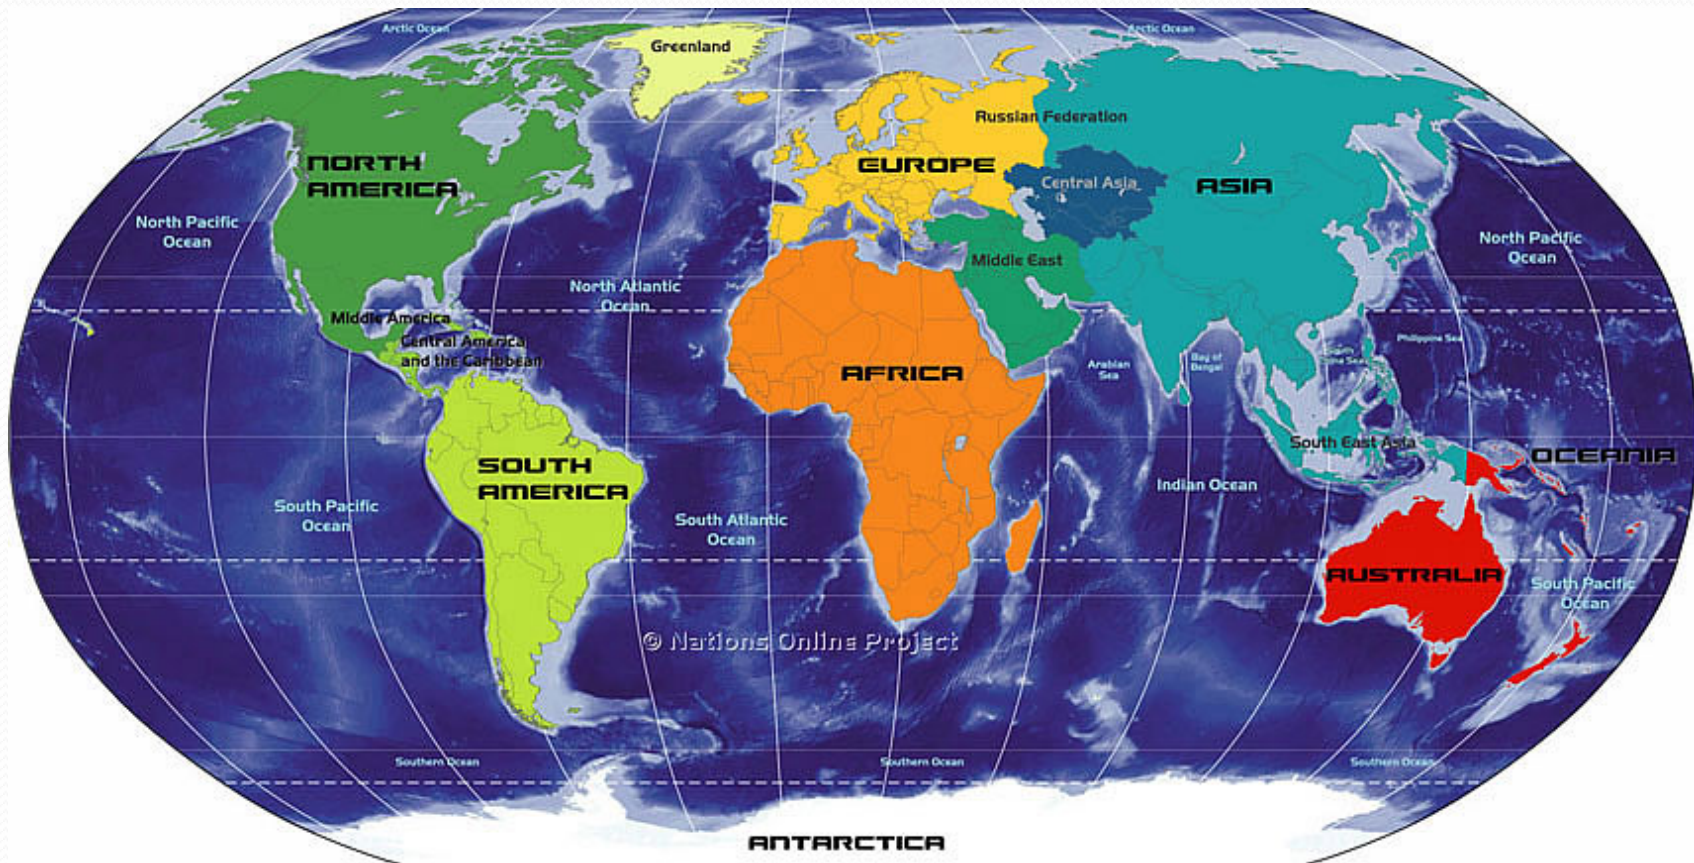 Arctic Ocean
Arctic Ocean
Greenland
Russian Federation
NORTH
AMERICA
EUROPE
Central Asia
ASIA
North Pacific
Ocean
North Pacific
Ocean
Middle East
North Atlantic
Ocean
Middle America
Central America
and the Caribbean
Philippine Sea
Arabian
Sea
Bay of
Bengal
AFRICA
South East Asia
OCEANIA
SOUTH
AMERICA
Indian Ocean
South Pacific
Ocean
South Atlantic
Ocean
AUSTRALIA
South Pacific
Ocean
© Nations Online Project
Southern Ocean
Southern Ocean
Southern Ocean
ANTARCTICA